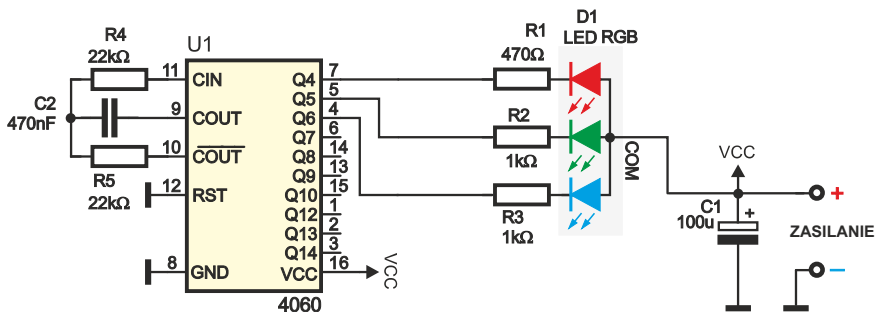 R4
22kΩ
C2
470nF
R5
22kΩ
U1
11 CIN
9 COUT
10 COUT
12 RST
8 GND
Q4 7
Q5 5
Q6 4
Q7 6
Q8 14
Q9 13
Q10 15
Q12 1
Q13 2
Q14 3
VCC 16
VCC
4060
R1
470Ω
R2
1kΩ
R3
1kΩ
D1
LED RGB
COM
VCC
C1
100u
+
+
ZASILANIE
−